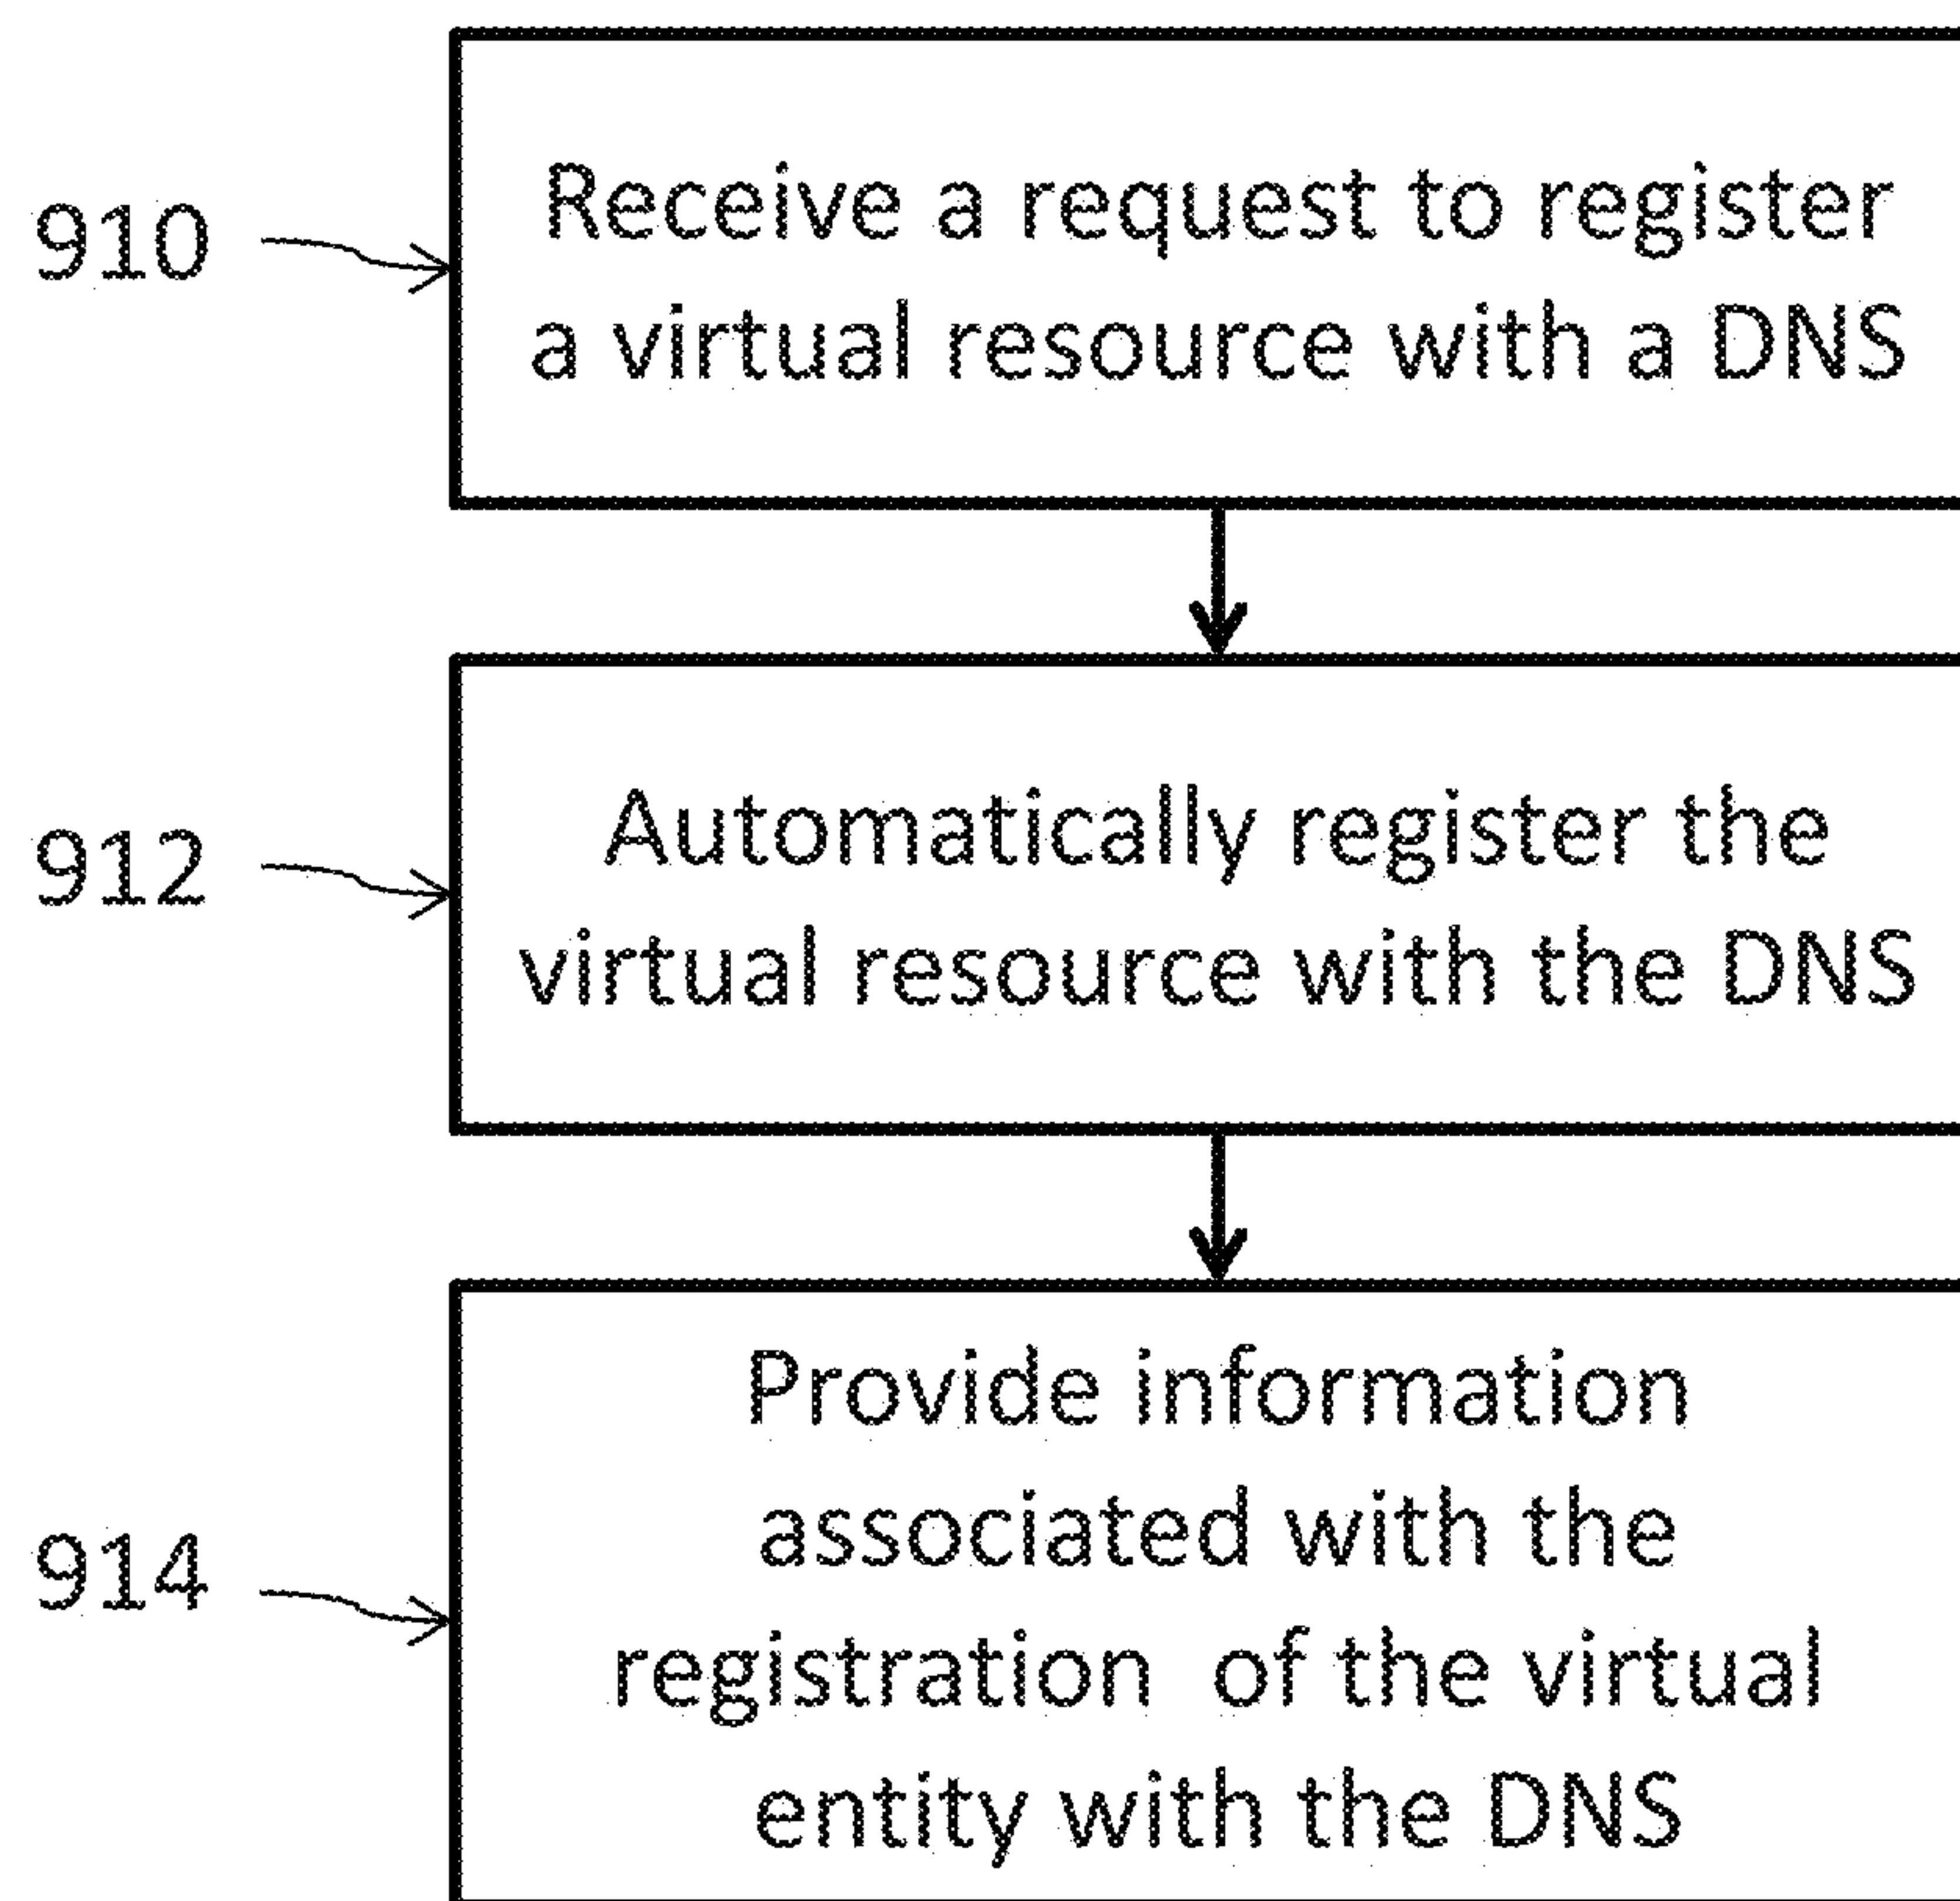 910
Receive a request to register
a virtual resource with a DNS
912
Automatically register the
virtual resource with the DNS
914
Provide information
associated with the
registration of the virtual
entity with the DNS